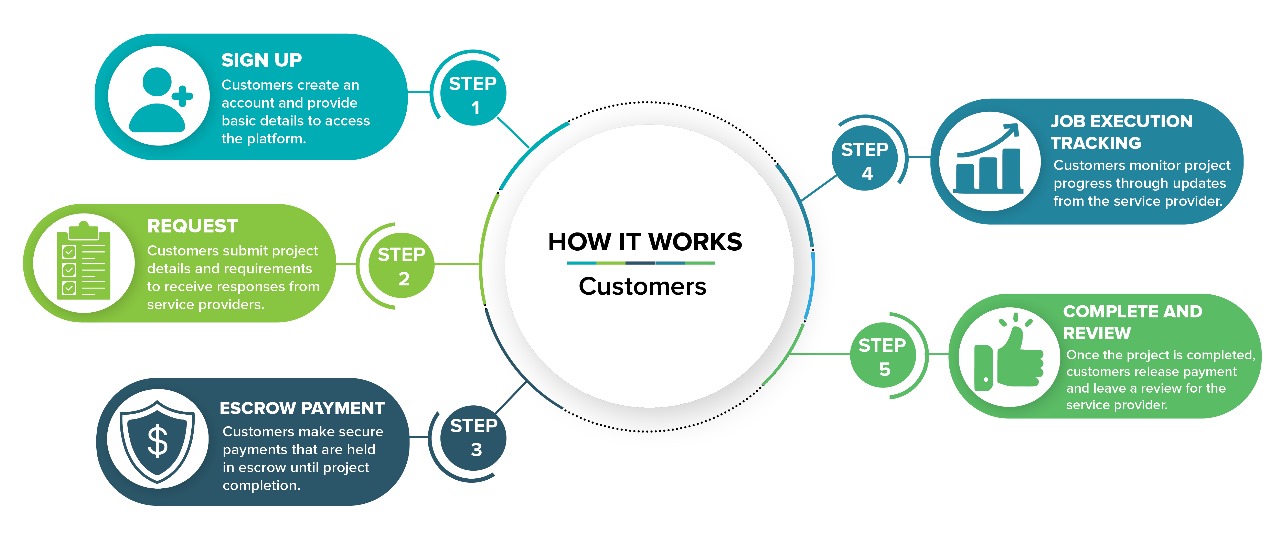 HOW IT WORKS
Customers
STEP
1
SIGN UP
Customers create an
account and provide
basic details to access
the platform.
STEP
2
REQUEST
Customers submit project
details and requirements
to receive responses from
service providers.
STEP
3
ESCROW PAYMENT
Customers make secure
payments that are held
in escrow until project
completion.
STEP
4
JOB EXECUTION
TRACKING
Customers monitor project
progress through updates
from the service provider.
STEP
5
COMPLETE AND
REVIEW
Once the project is completed,
customers release payment
and leave a review for the
service provider.
$